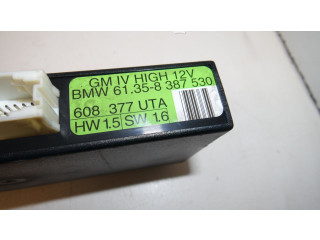 GM IV HIGH 12V
BMW 61.35-8 387 530
608 377 UTA
HW 1.5 SW 1.6